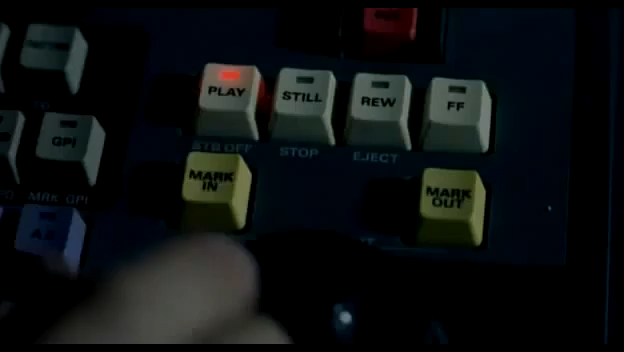 PLAY
STILL
REW
FF
GPI
STB OFF
STOP
EJECT
MARK
IN
MARK
OUT
MRK GPI